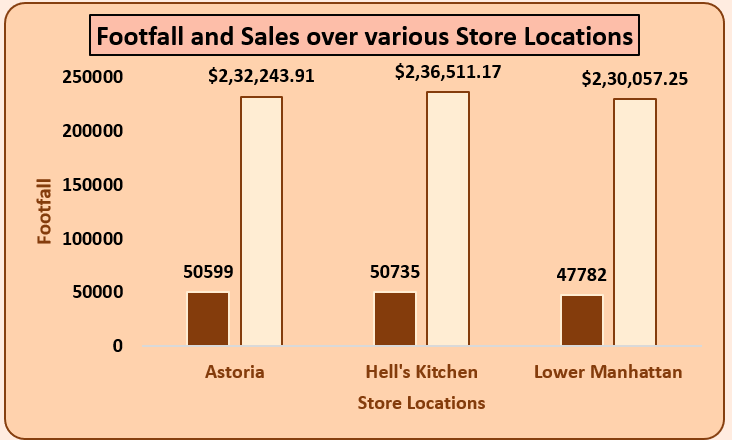 Footfall and Sales over various Store Locations
250000
200000
150000
100000
50000
0
Footfall
$2,32,243.91
$2,36,511.17
$2,30,057.25
50599
50735
47782
Astoria
Hell's Kitchen
Lower Manhattan
Store Locations